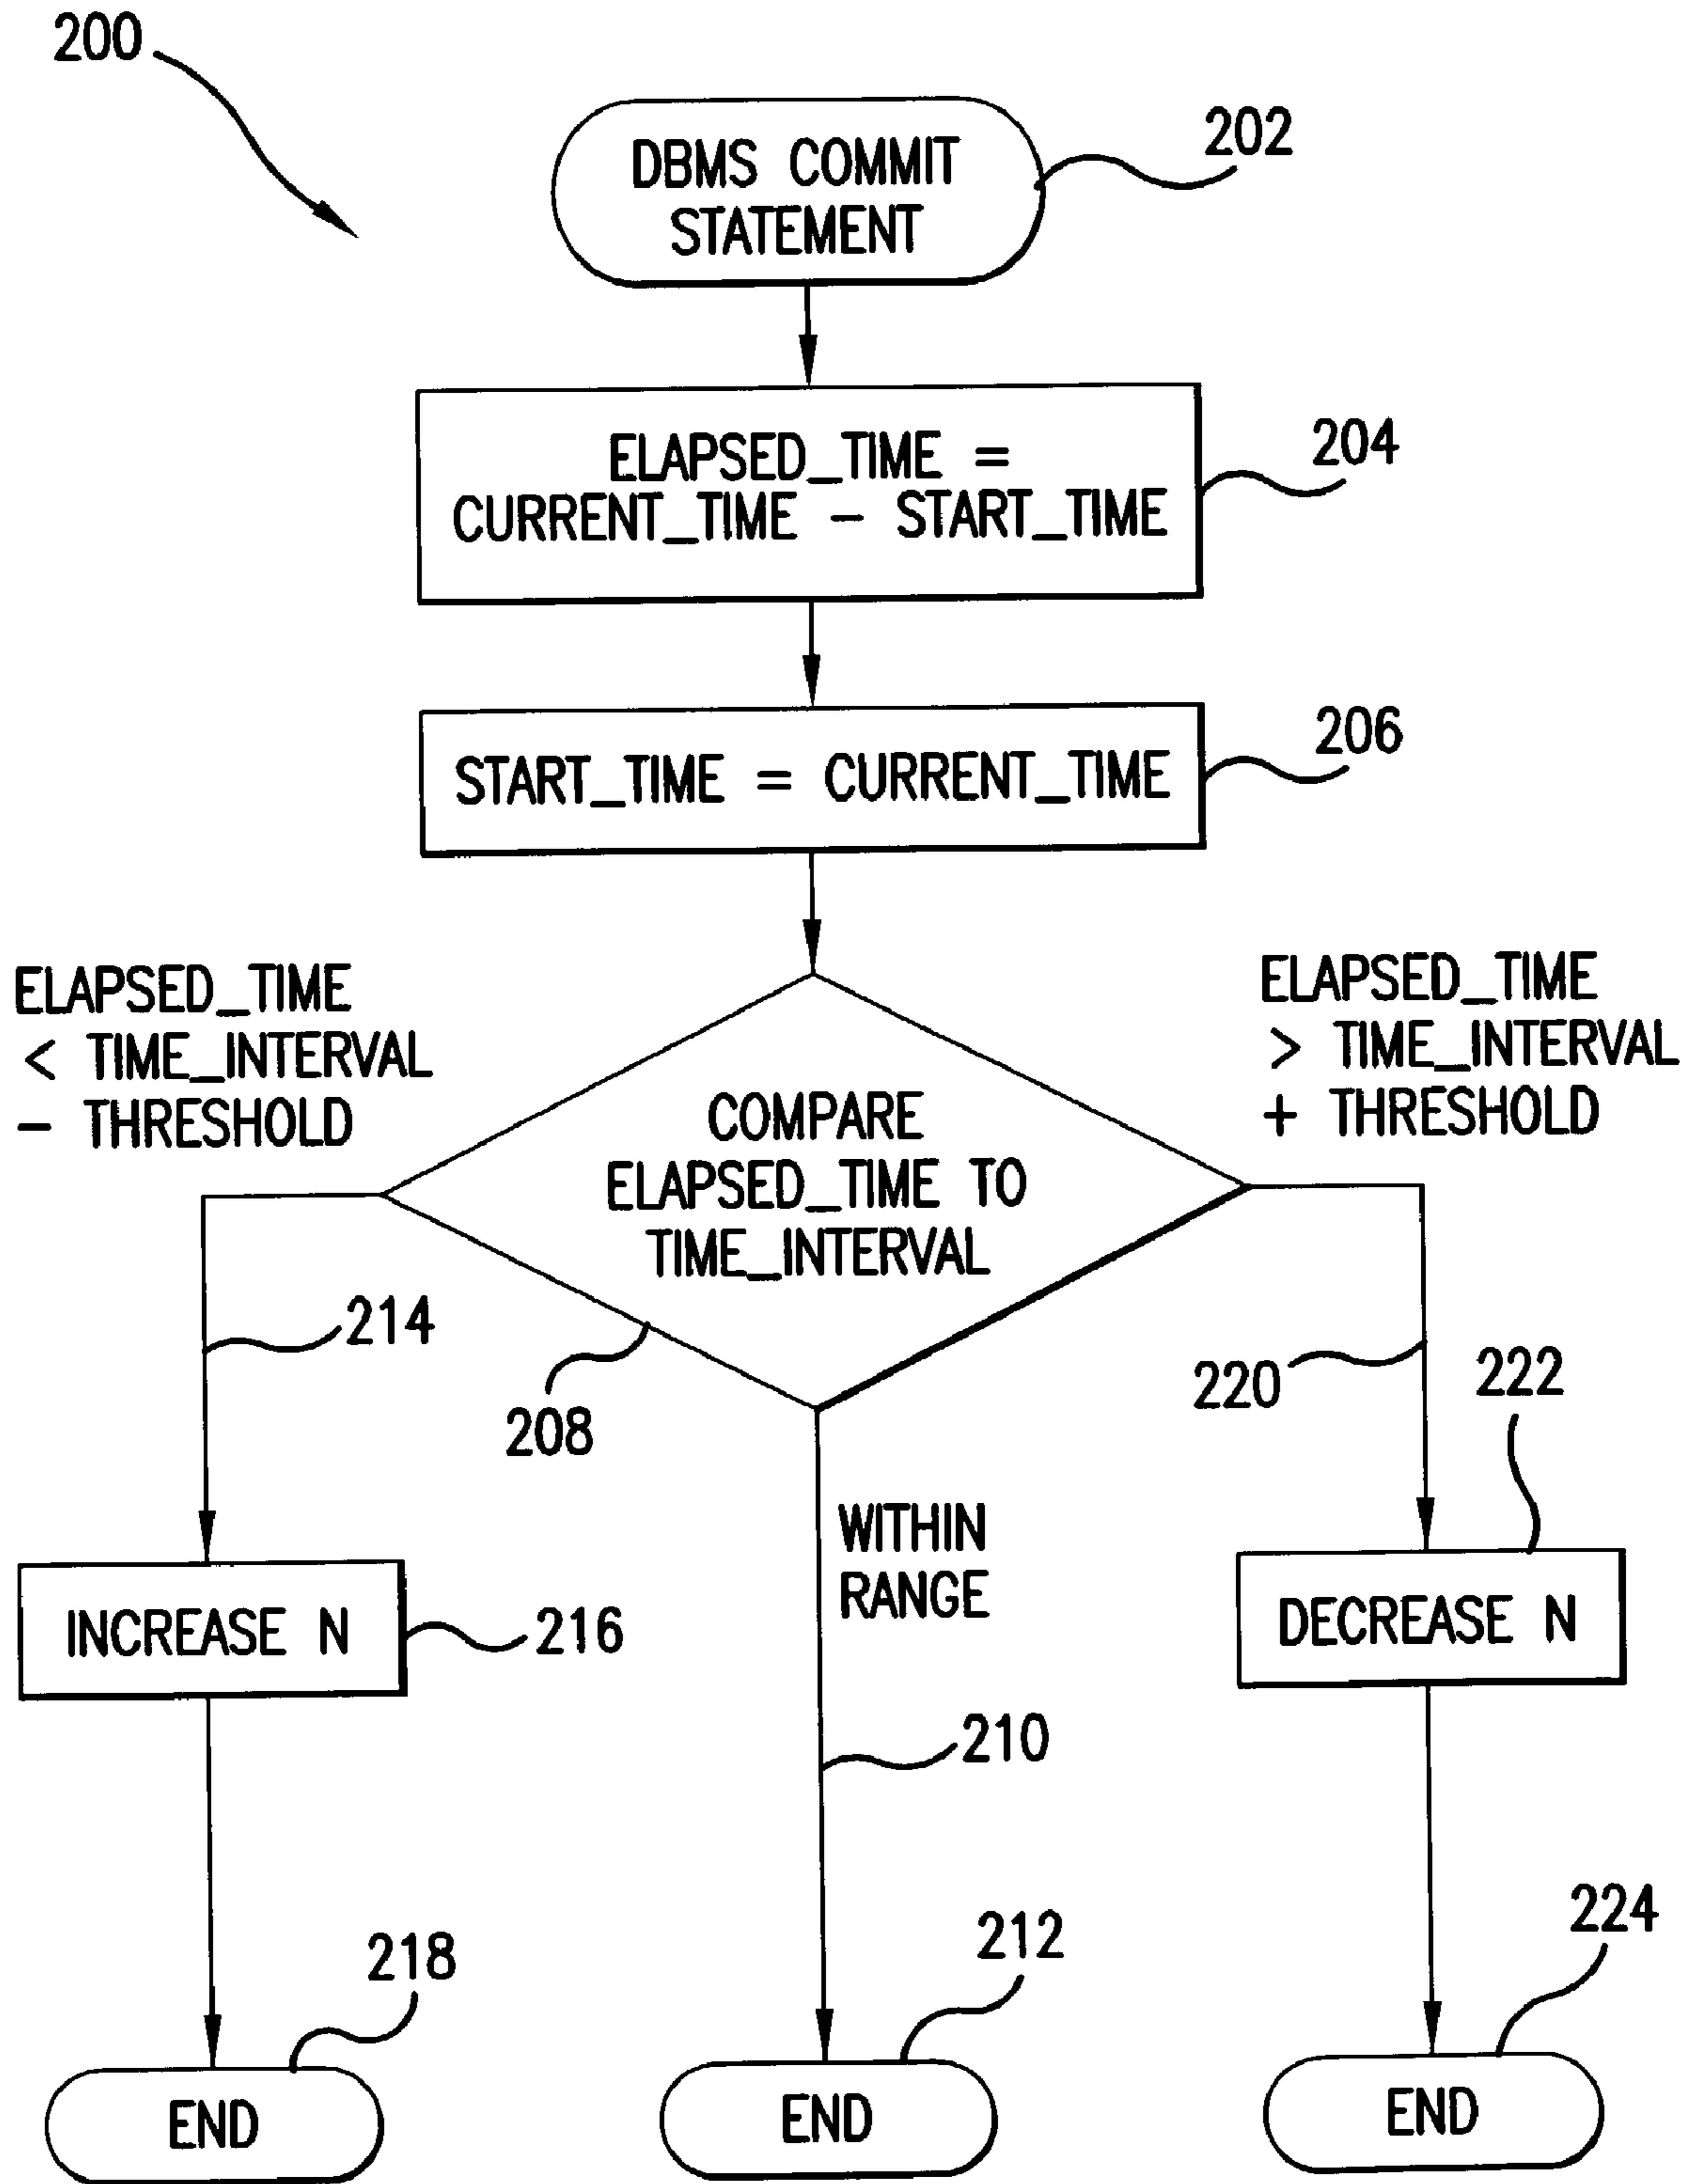 200
202
DBMS COMMIT
STATEMENT
204
ELAPSED_TIME =
CURRENT_TIME – START_TIME
206
START_TIME = CURRENT_TIME
ELAPSED_TIME
< TIME_INTERVAL
– THRESHOLD
ELAPSED_TIME
> TIME_INTERVAL
+ THRESHOLD
COMPARE
ELAPSED_TIME TO
TIME_INTERVAL
214
208
220
222
WITHIN
RANGE
INCREASE N
216
DECREASE N
210
218
212
224
END
END
END